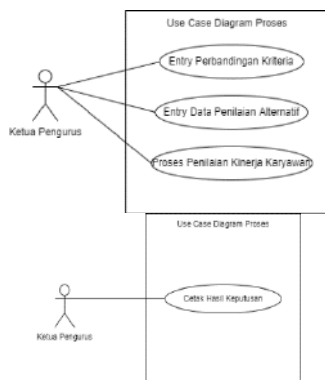 Use Case Diagram Proses
Entry Perbandingan Kriteria
Entry Data Penilaian Alternatif
Ketua Pengurus
Proses Penilaian Kinerja Karyawan
Use Case Diagram Proses
Cetak Hasil Keputusan
Ketua Pengurus